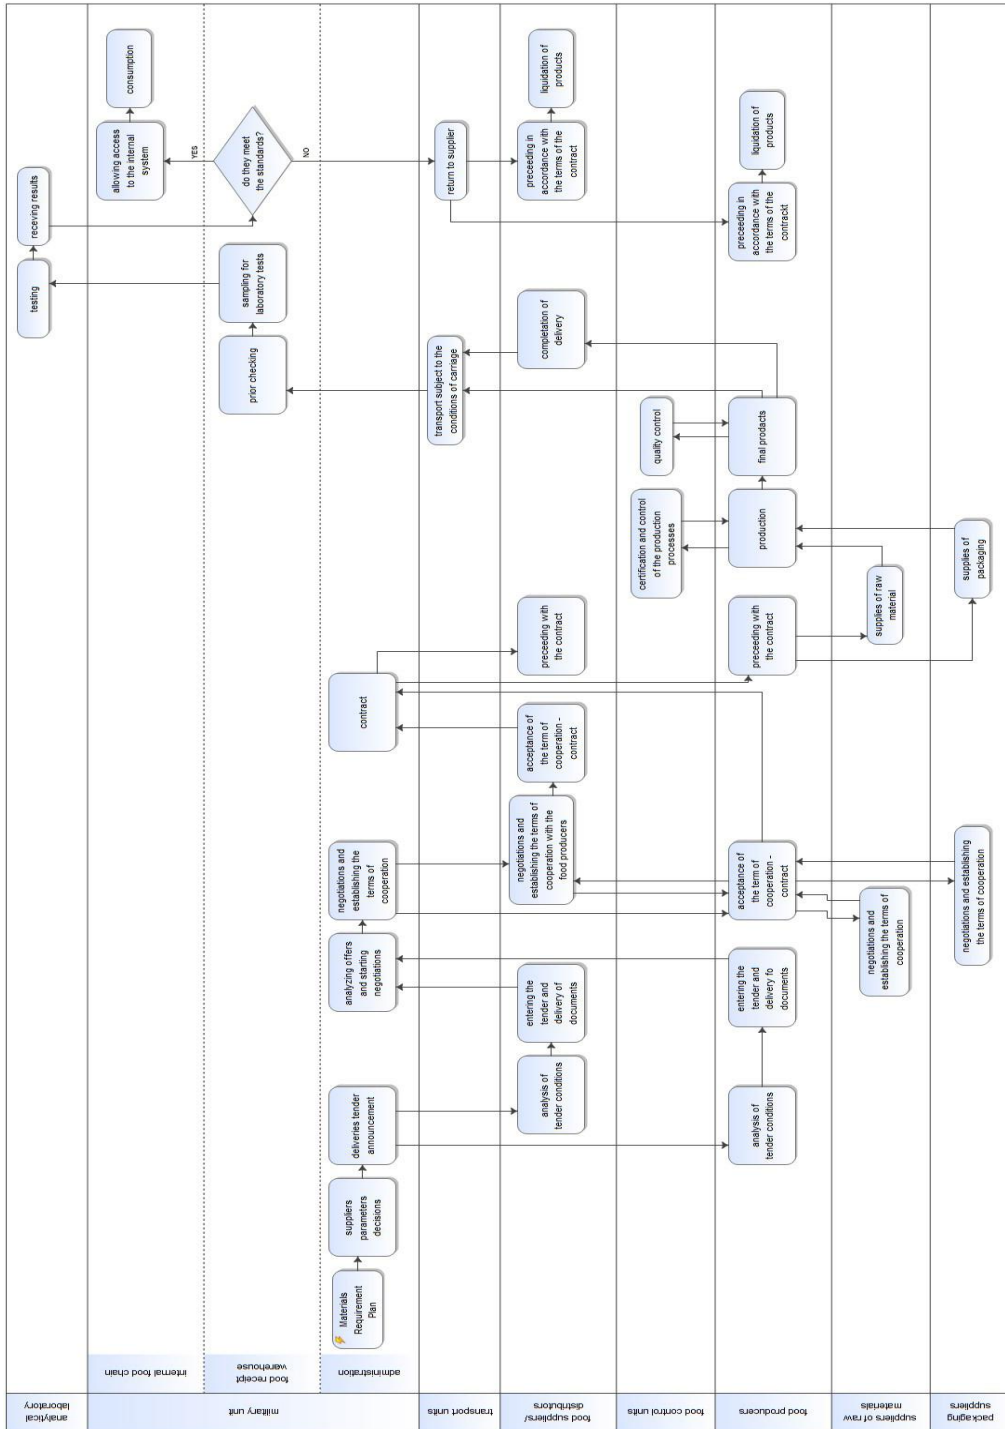 analytical
laboratory
testing
receving results
military unit
internal food chain
allowing access
to the internal
system
consumption
food receipt
warehouse
prior checking
sampling for
laboratory tests
do they meet
the standards?
YES
NO
administration
Materials
Requirement
Plan
suppliers
parameters
decisions
deliveries tender
announcement
analyzing offers
and starting
negotiations
negotiations and
establishing the
terms of
cooperation
contract
transport units
transport subject to the
conditions of carriage
return to supplier
food suppliers/
distributors
analysis of
tender conditions
entering the
tender and
delivery of
documents
negotiations and
establishing the terms of
cooperation with the
food producers
acceptance of
the term of
cooperation -
contract
preceeding with
the contract
completation of
delivery
preceeding in
accordance with
the terms of the
contract
liquidation of
products
food control units
certification and control
of the production
processes
quality control
food producers
analysis of
tender conditions
entering the
tender and
delivery fo
documents
acceptance of
the term of
cooperation -
contract
preceeding with
the contract
production
final products
preceeding in
accordance with
the terms of the
contrackt
liquidation of
products
suppliers of raw
materials
negotiations and
establishing the terms of
cooperation
supplies of raw
material
packaging
suppliers
negotiations and establishing
the terms of cooperation
supplies of
packaging